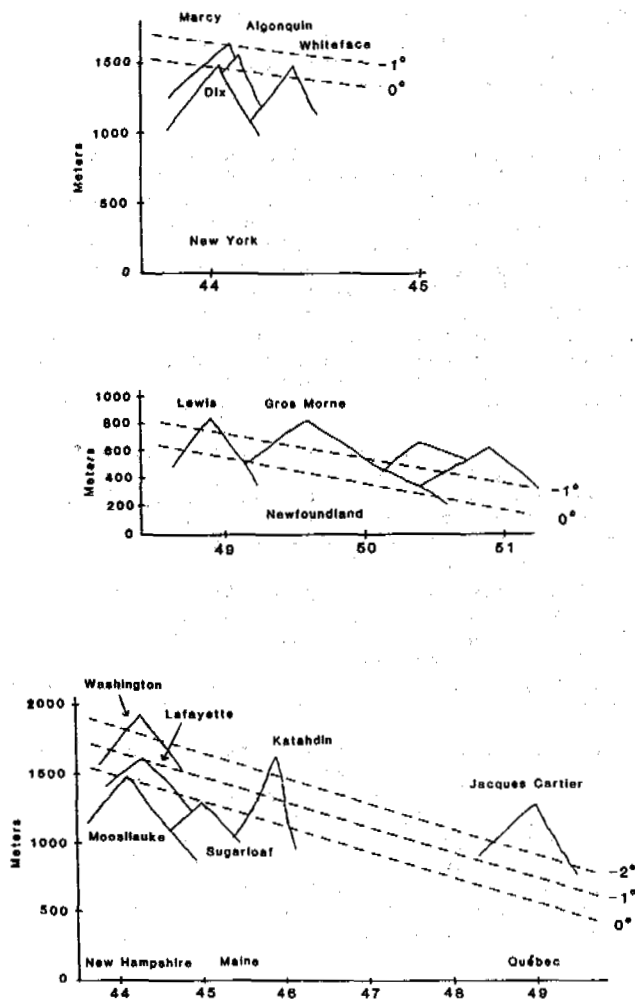 Marcy
Algonquin
Whiteface
1500
-1°
0°
Dix
1000
Meters
500
New York
0
44 45
1000
Lewis Gros Morne
800
600
400
Meters
200
-1°
0°
Newfoundland
0
49 50 51
2000
Washington
Lafayette
Katahdin
1500
Jacques Cartier
Moosilauke
Sugarloaf
1000
Meters
-2°
-1°
500
0°
New Hampshire Maine Québec
0
44 45 46 47 48 49